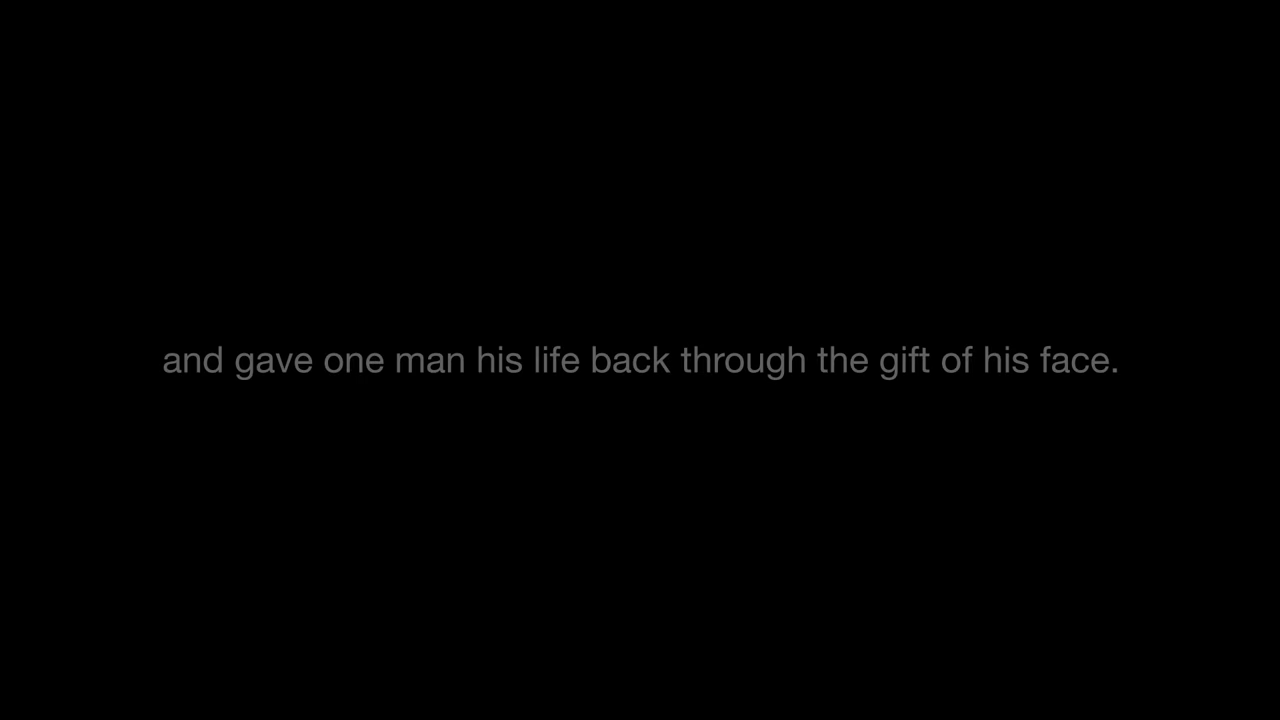 and gave one man his life back through the gift of his face.